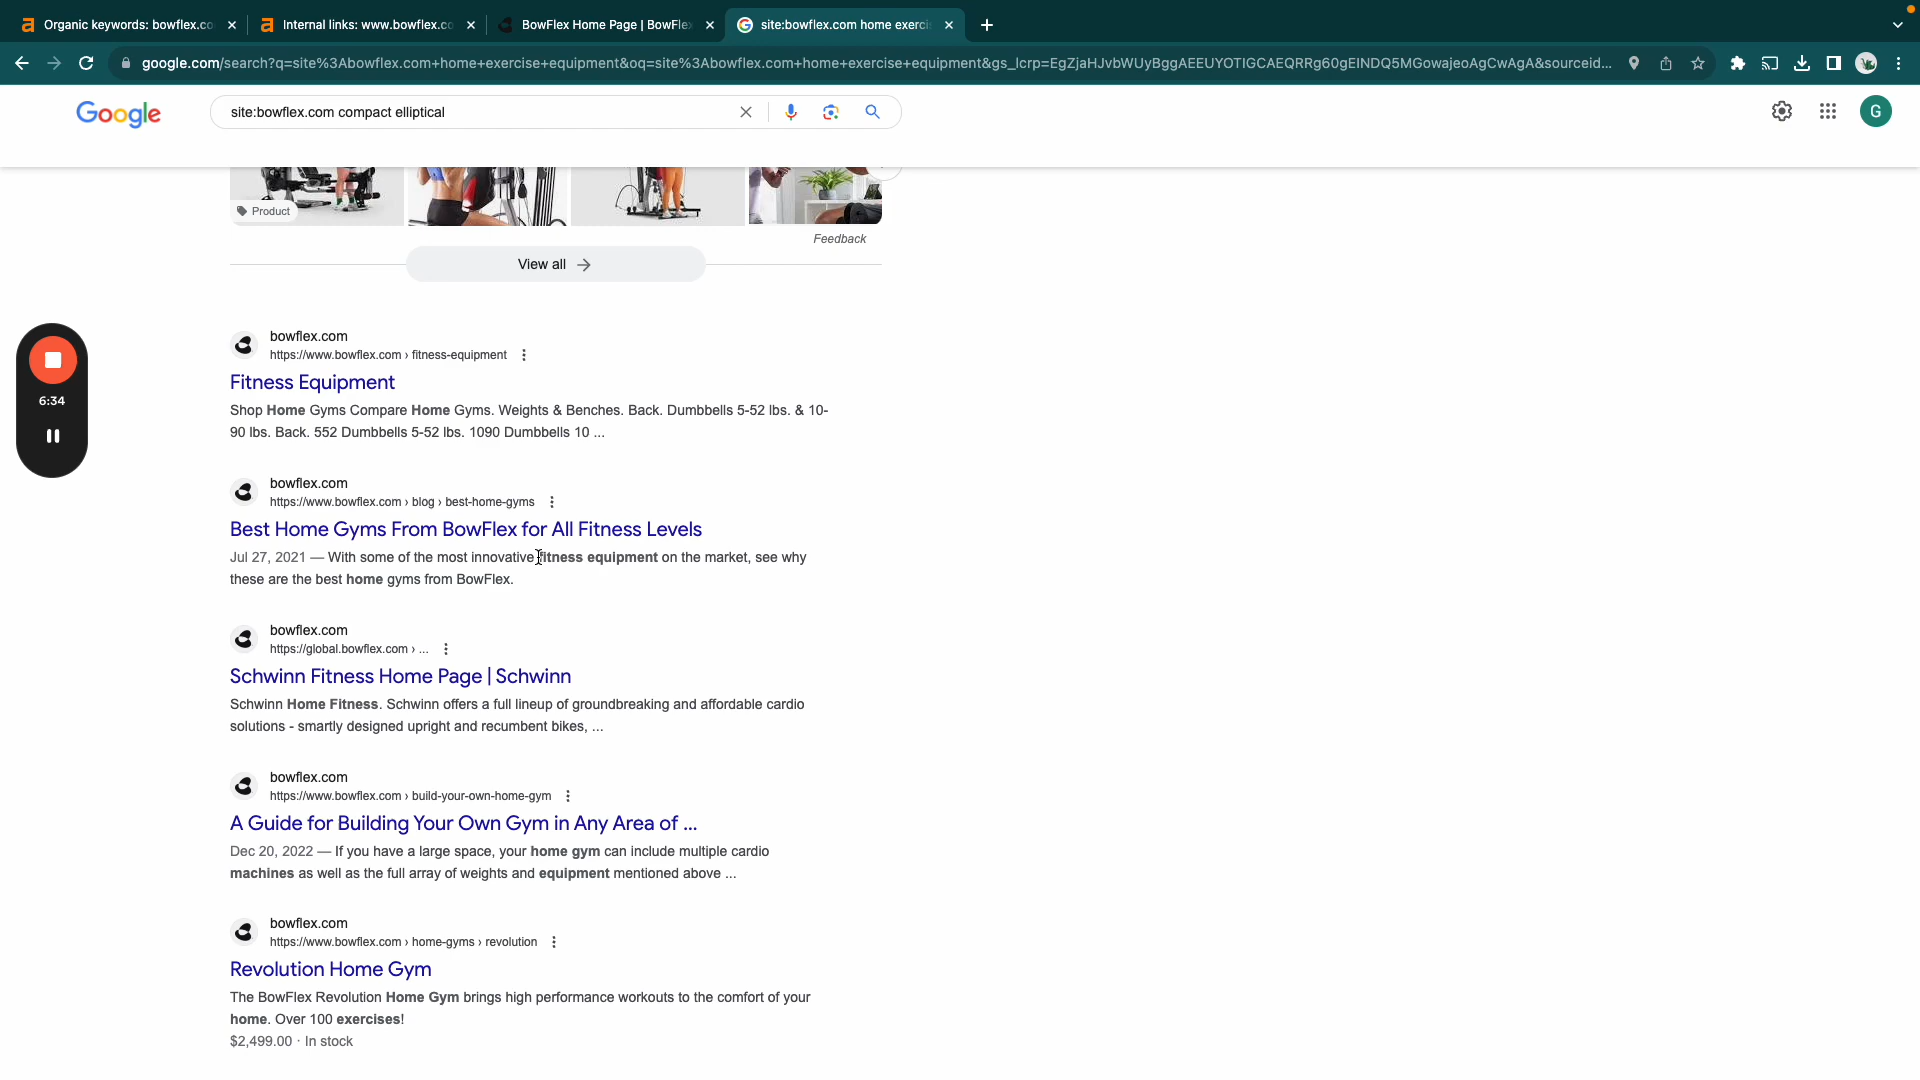 Organic keywords: bowflex.co
Internal links: www.bowflex.co
BowFlex Home Page | BowFle
site:bowflex.com home exerci
google.com/search?q=site%3Abowflex.com+home+exercise+equipment&oq=site%3Abowflex.com+home+exercise+equipment&gs_lcrp=EgZjaHJvbWUyBggAEEUYOTIGCAEQRRg60gEINDQ5MGowajeoAgCwAgA&sourceid...
Google
site:bowflex.com compact elliptical
G
Product
Feedback
View all
bowflex.com
https://www.bowflex.com › fitness-equipment
Fitness Equipment
Shop Home Gyms Compare Home Gyms. Weights & Benches. Back. Dumbbells 5-52 lbs. & 10-
90 lbs. Back. 552 Dumbbells 5-52 lbs. 1090 Dumbbells 10 ...
6:34
bowflex.com
https://www.bowflex.com › blog › best-home-gyms
Best Home Gyms From BowFlex for All Fitness Levels
Jul 27, 2021 — With some of the most innovative fitness equipment on the market, see why
these are the best home gyms from BowFlex.
bowflex.com
https://global.bowflex.com › ...
Schwinn Fitness Home Page | Schwinn
Schwinn Home Fitness. Schwinn offers a full lineup of groundbreaking and affordable cardio
solutions - smartly designed upright and recumbent bikes, ...
bowflex.com
https://www.bowflex.com › build-your-own-home-gym
A Guide for Building Your Own Gym in Any Area of ...
Dec 20, 2022 — If you have a large space, your home gym can include multiple cardio
machines as well as the full array of weights and equipment mentioned above ...
bowflex.com
https://www.bowflex.com › home-gyms › revolution
Revolution Home Gym
The BowFlex Revolution Home Gym brings high performance workouts to the comfort of your
home. Over 100 exercises!
$2,499.00 · In stock